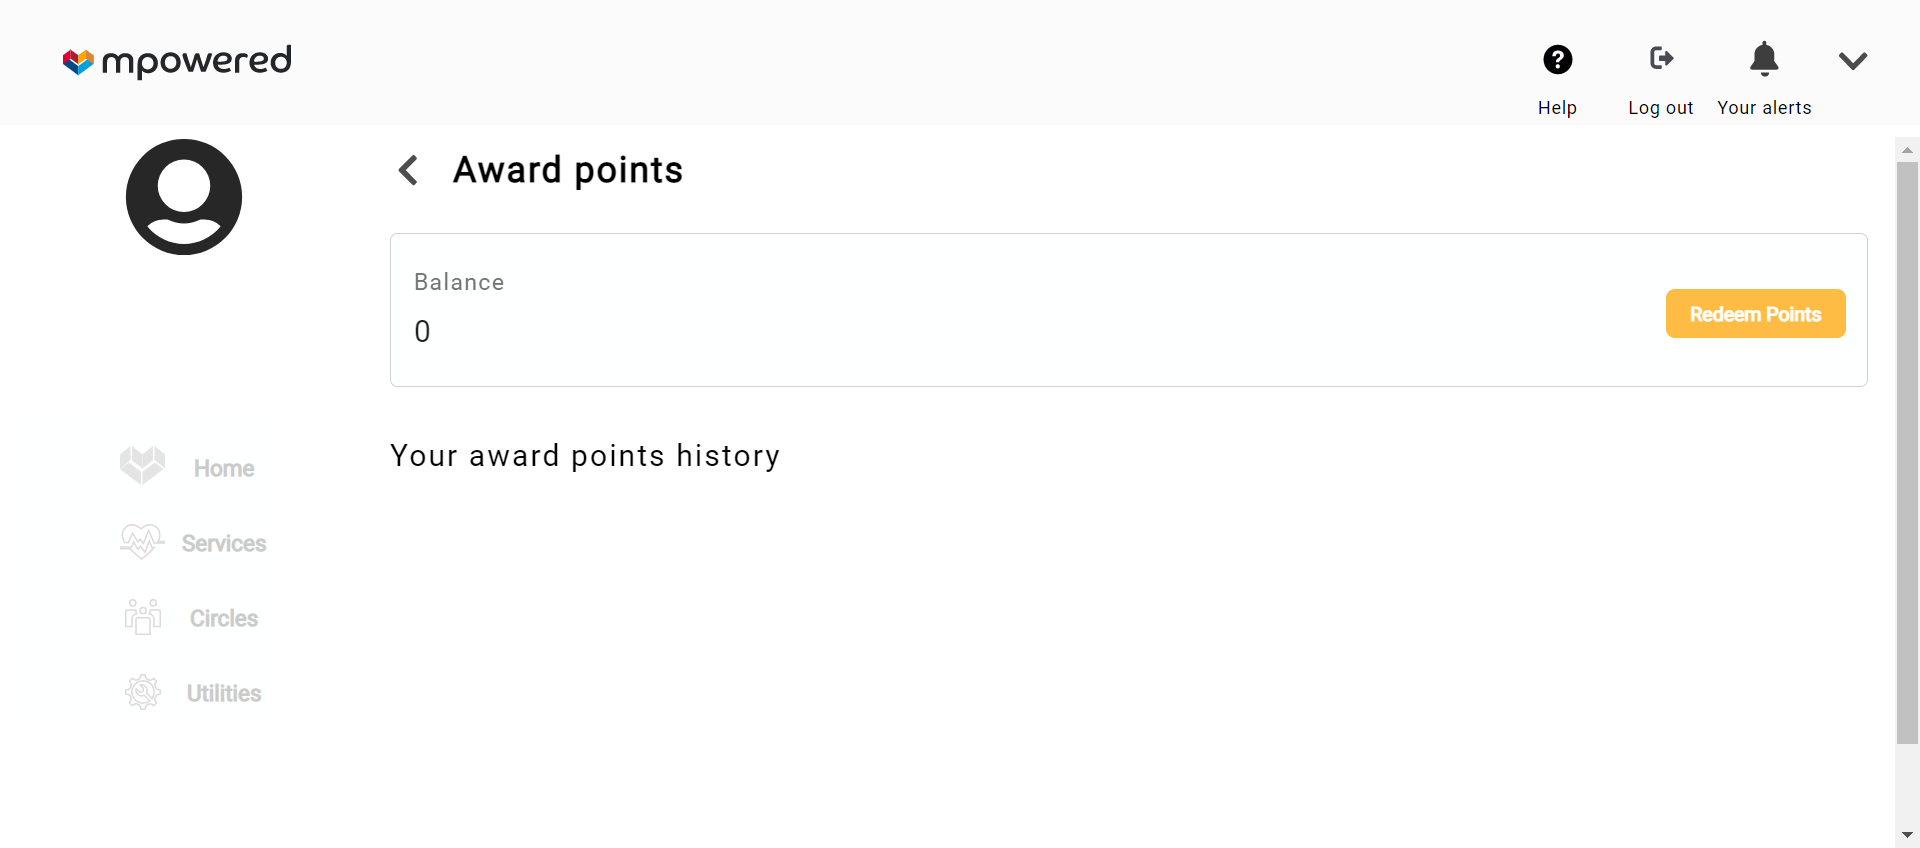 mpowered
Help
Log out
Your alerts
Award points
Balance
0
Redeem Points
Your award points history
Home
Services
Circles
Utilities